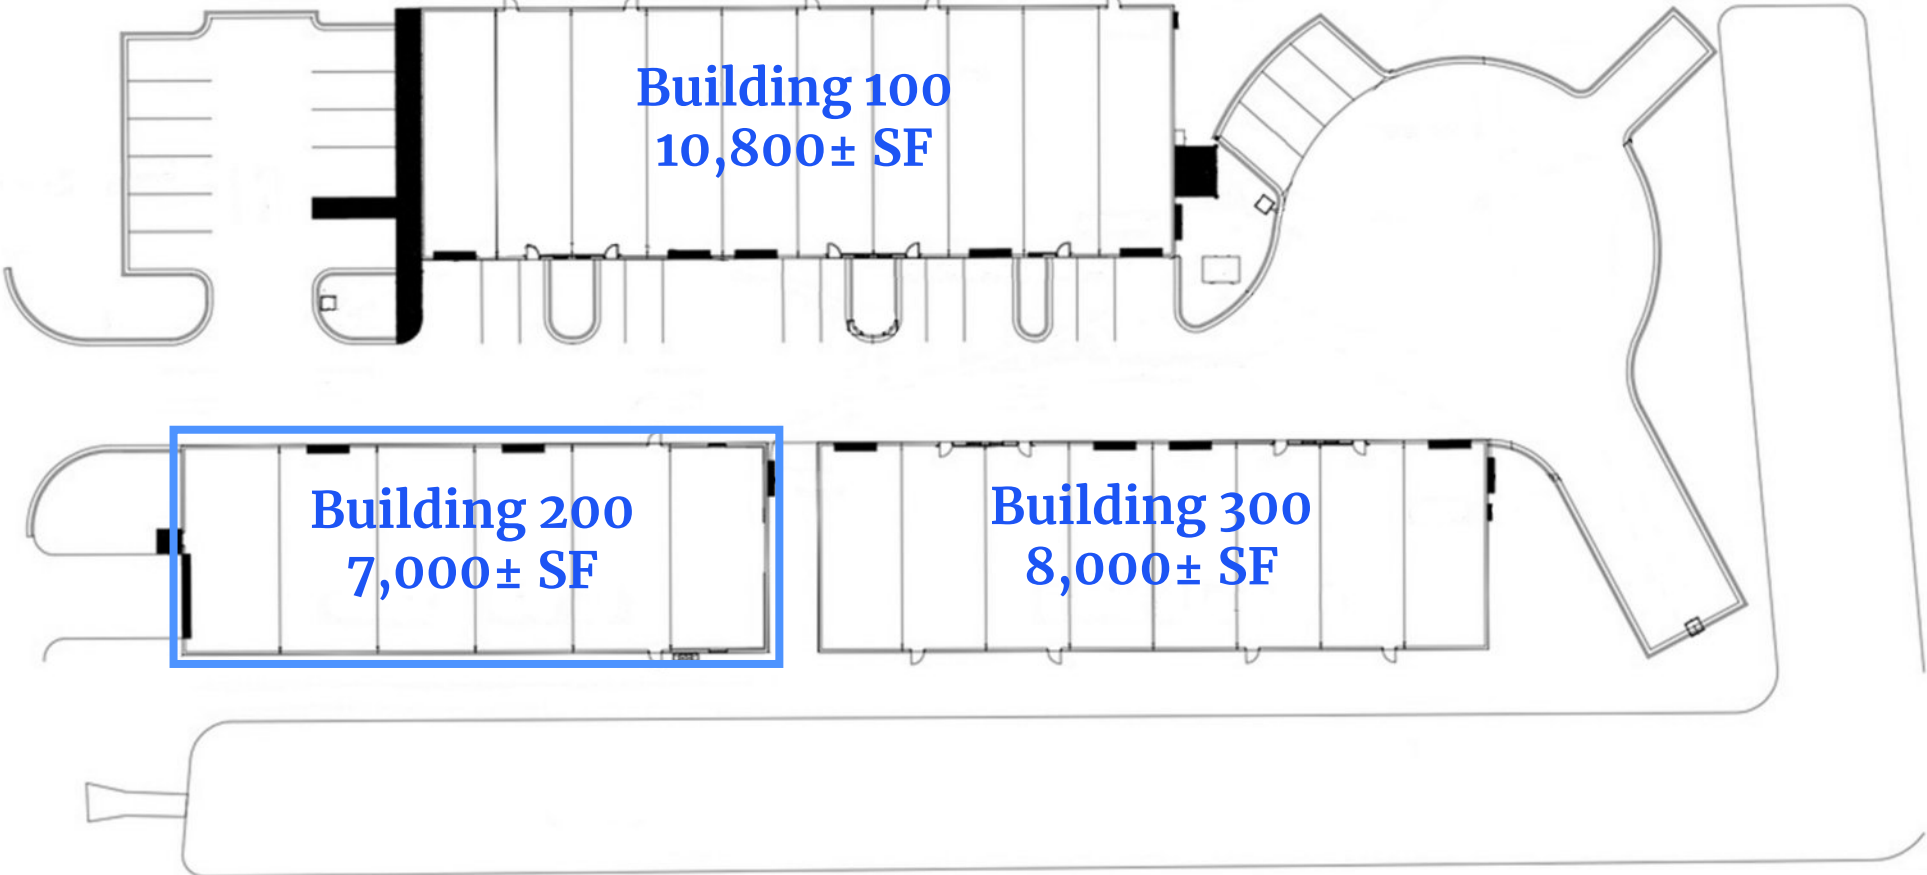 Building 100
10,800± SF
Building 200
7,000± SF
Building 300
8,000± SF